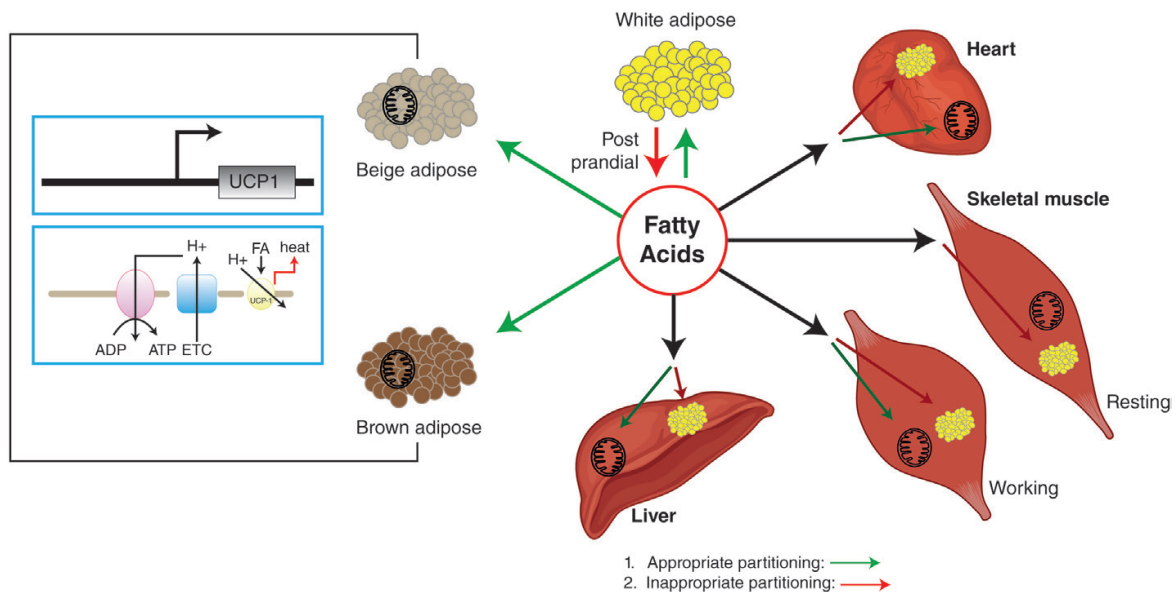 White adipose
Heart
Post
prandial
Beige adipose
UCP1
Fatty
Acids
Skeletal muscle
H+
H+
FA
heat
UCP-1
ADP
ATP
ETC
Brown adipose
Resting
Working
Liver
1. Appropriate partitioning:
2. Inappropriate partitioning: